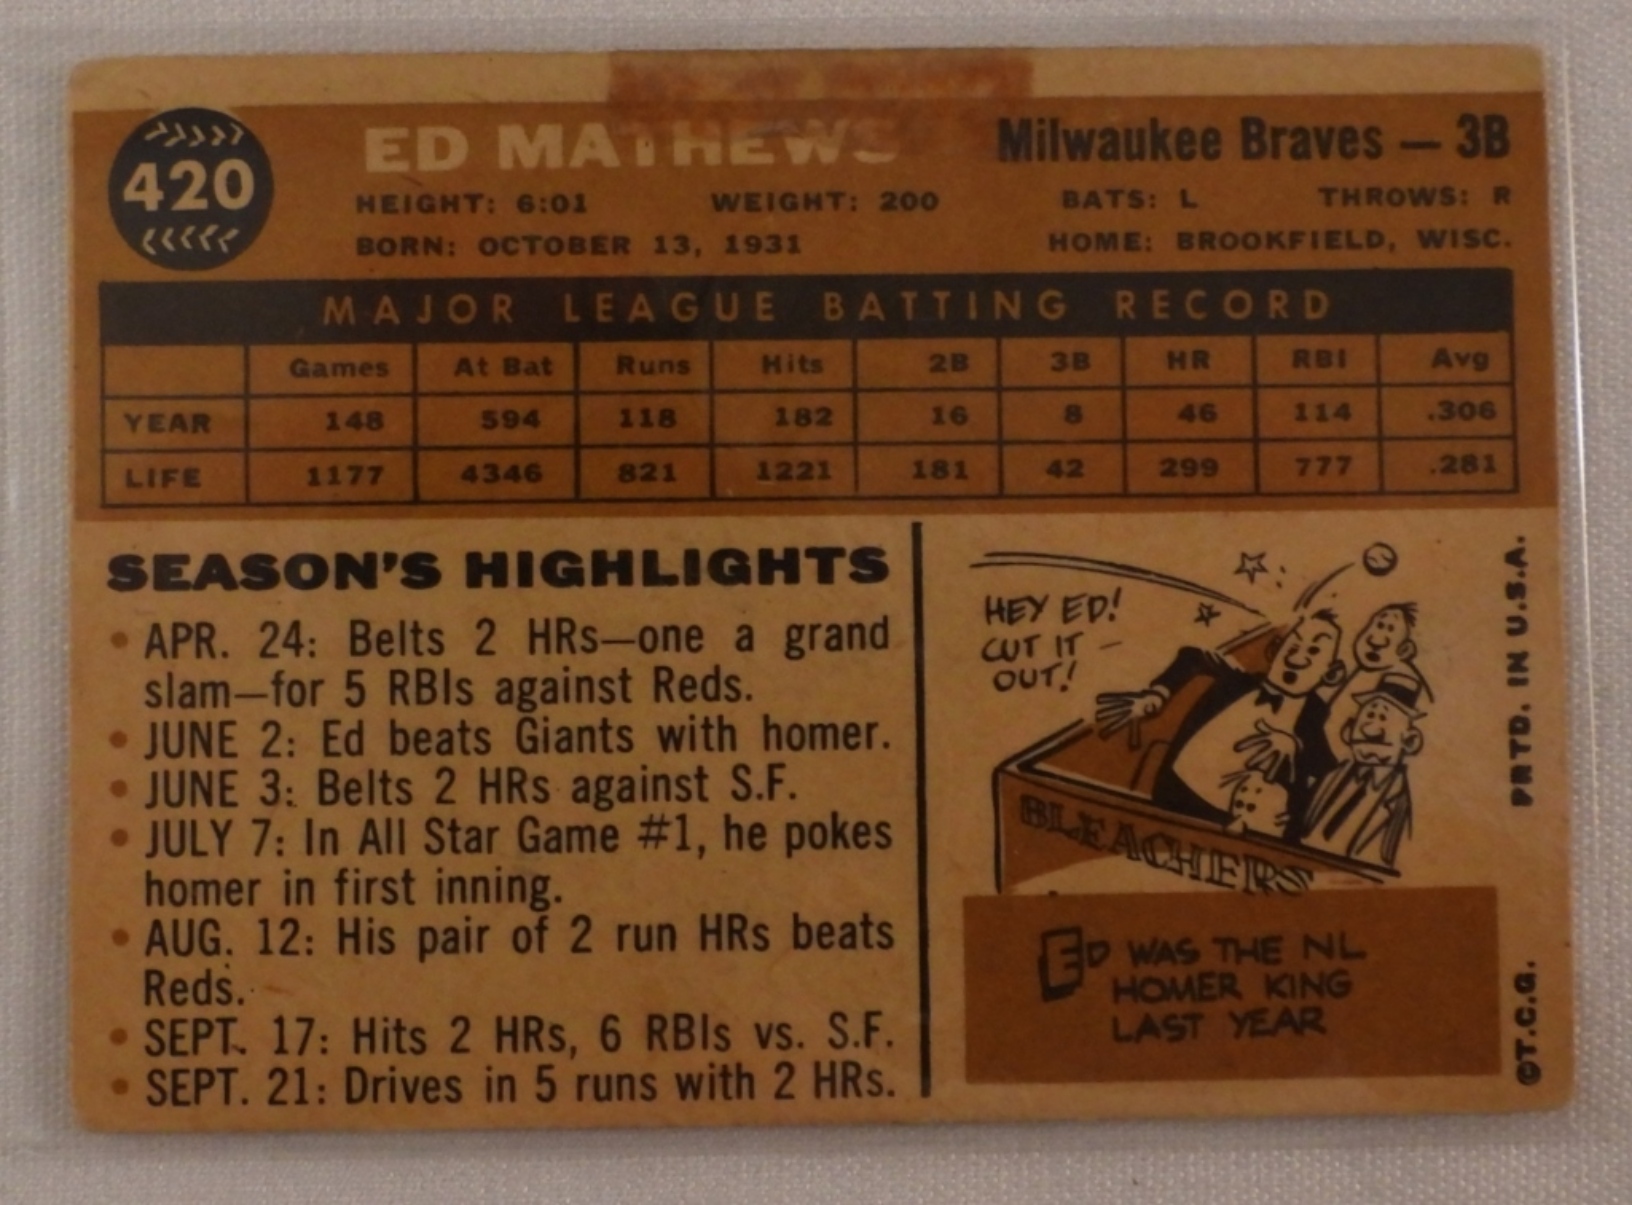 420
ED MATHEWS
Milwaukee Braves — 3B
HEIGHT: 6:01 WEIGHT: 200 BATS: L THROWS: R
BORN: OCTOBER 13, 1931 HOME: BROOKFIELD, WISC.
MAJOR LEAGUE BATTING RECORD
Games At Bat Runs Hits 2B 3B HR RBI Avg
YEAR 148 594 118 182 16 8 46 114 .306
LIFE 1177 4346 821 1221 181 42 299 777 .281
SEASON'S HIGHLIGHTS
• APR. 24: Belts 2 HRs—one a grand
slam—for 5 RBIs against Reds.
• JUNE 2: Ed beats Giants with homer.
• JUNE 3: Belts 2 HRs against S.F.
• JULY 7: In All Star Game #1, he pokes
homer in first inning.
• AUG. 12: His pair of 2 run HRs beats
Reds.
• SEPT. 17: Hits 2 HRs, 6 RBIs vs. S.F.
• SEPT. 21: Drives in 5 runs with 2 HRs.
HEY ED!
CUT IT
OUT!
BLEACHERS
ED WAS THE NL
HOMER KING
LAST YEAR
©T.C.G. PRTD. IN U.S.A.